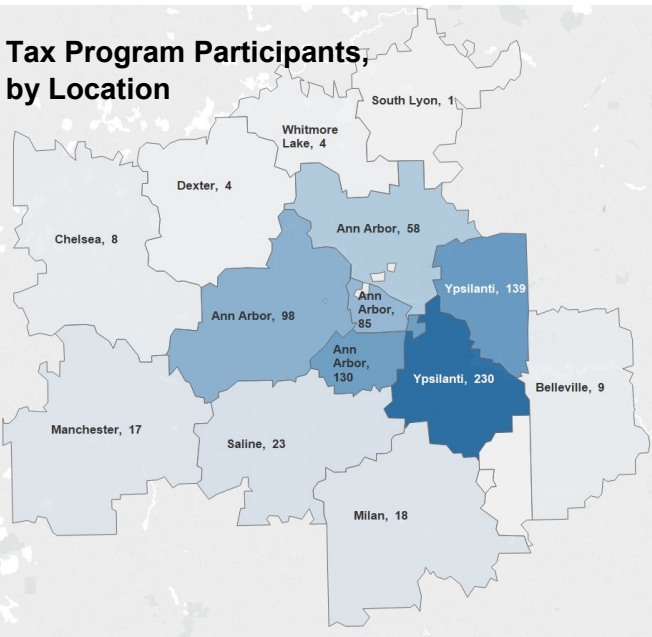 Tax Program Participants,
by Location
South Lyon, 1
Whitmore
Lake, 4
Dexter, 4
Chelsea, 8
Ann Arbor, 58
Ypsilanti, 139
Ann
Arbor,
85
Ann Arbor, 98
Ann
Arbor,
130
Ypsilanti, 230
Belleville, 9
Manchester, 17
Saline, 23
Milan, 18